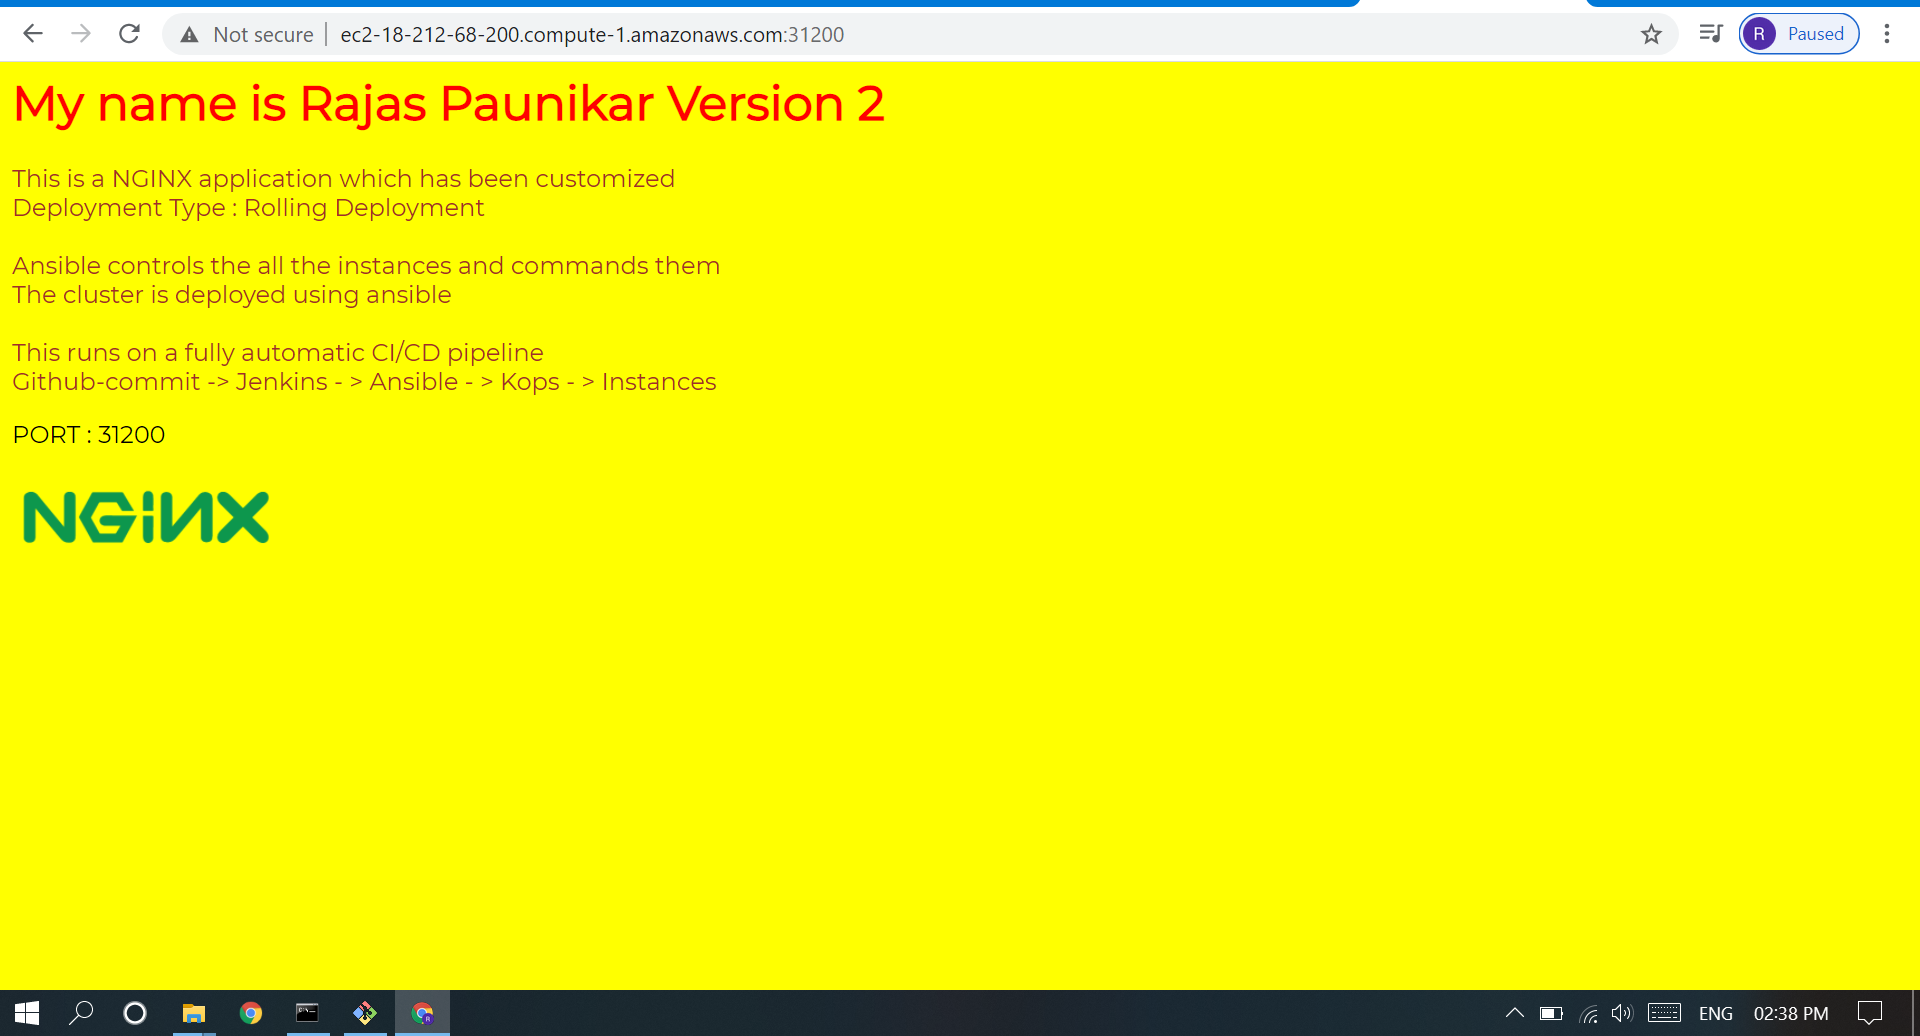 Not secure | ec2-18-212-68-200.compute-1.amazonaws.com:31200
R Paused
My name is Rajas Paunikar Version 2
This is a NGINX application which has been customized
Deployment Type : Rolling Deployment
Ansible controls the all the instances and commands them
The cluster is deployed using ansible
This runs on a fully automatic CI/CD pipeline
Github-commit -> Jenkins - > Ansible - > Kops - > Instances
PORT : 31200
NGINX
ENG 02:38 PM